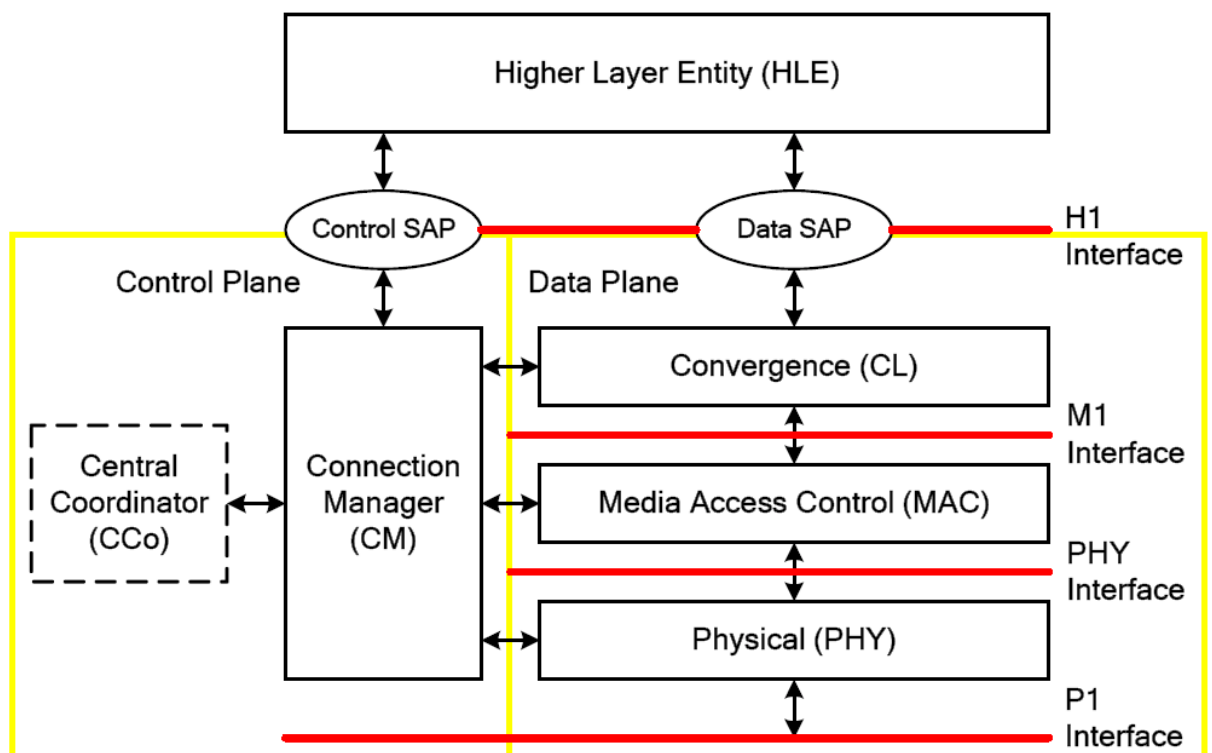 Higher Layer Entity (HLE)
Control SAP
Data SAP
H1
Interface
Control Plane
Data Plane
Convergence (CL)
M1
Interface
Central
Coordinator
(CCo)
Connection
Manager
(CM)
Media Access Control (MAC)
PHY
Interface
Physical (PHY)
P1
Interface